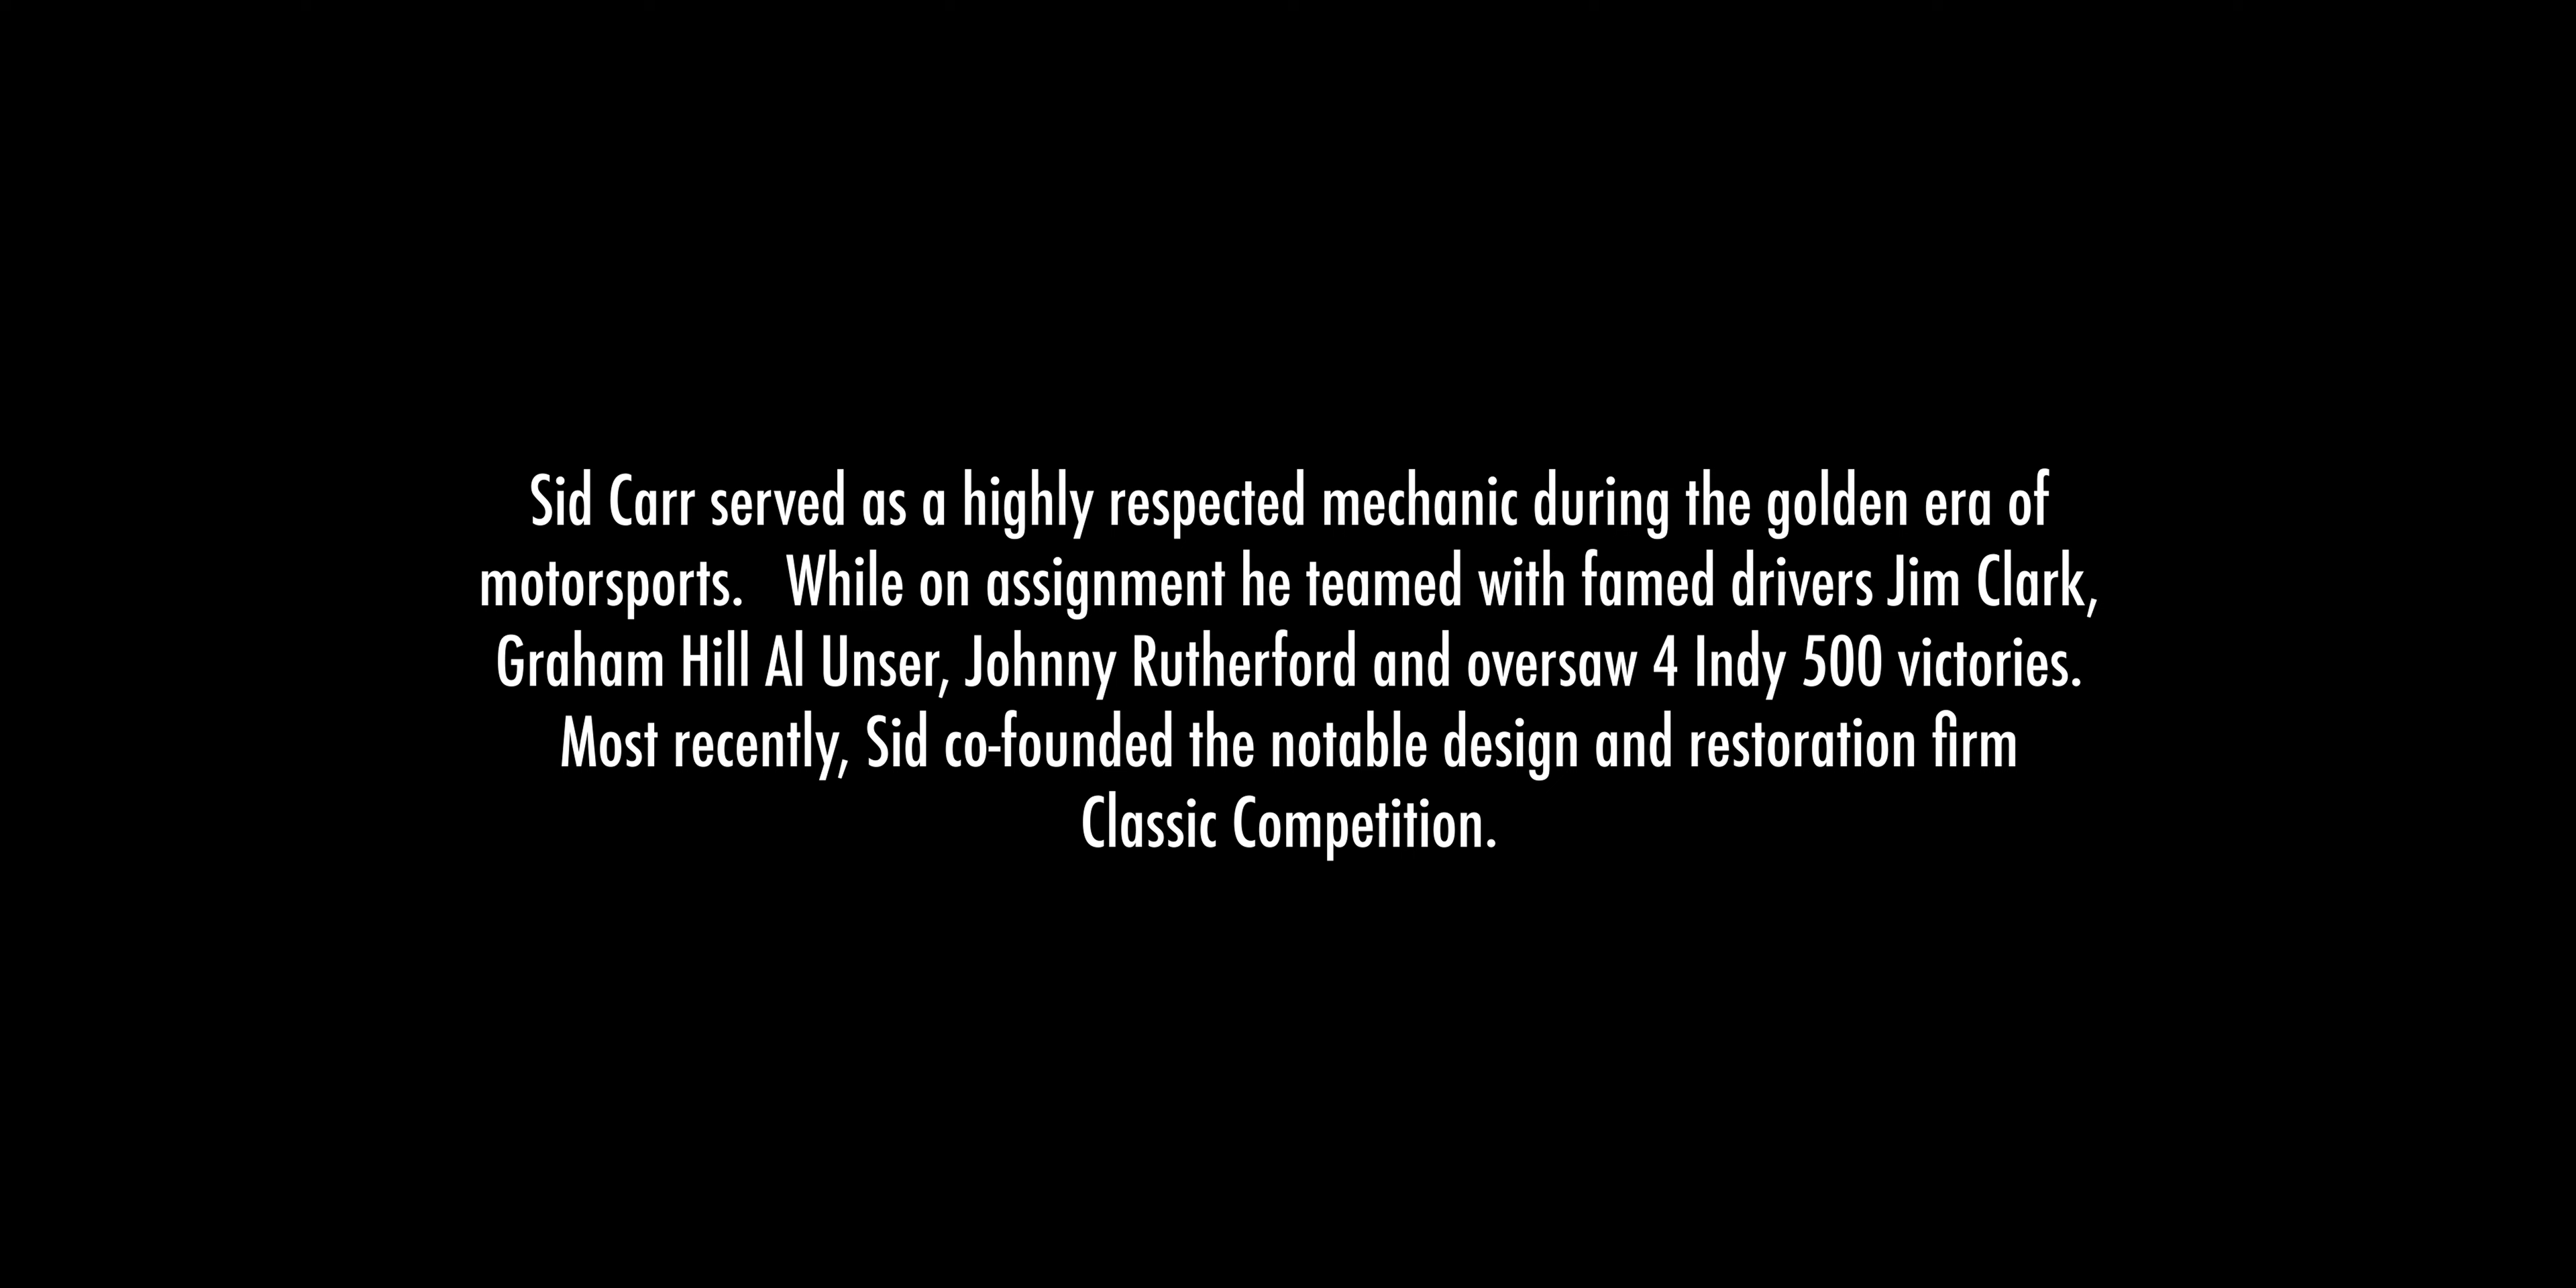 Sid Carr served as a highly respected mechanic during the golden era of
motorsports.   While on assignment he teamed with famed drivers Jim Clark,
Graham Hill Al Unser, Johnny Rutherford and oversaw 4 Indy 500 victories.
Most recently, Sid co-founded the notable design and restoration firm
Classic Competition.